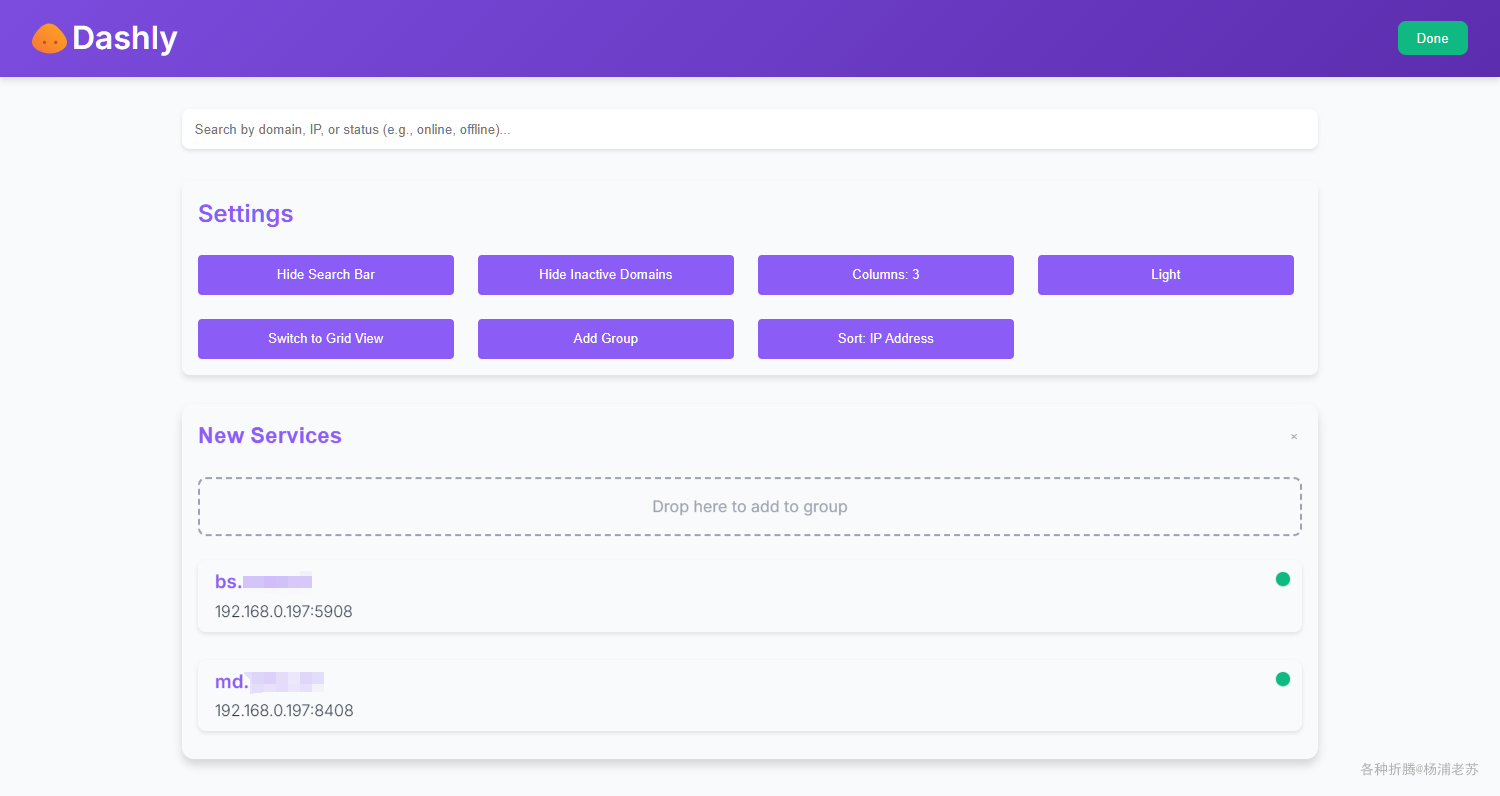 Dashly
Done
Search by domain, IP, or status (e.g., online, offline)...
Settings
Hide Search Bar
Hide Inactive Domains
Columns: 3
Light
Switch to Grid View
Add Group
Sort: IP Address
New Services
×
Drop here to add to group
bs.
192.168.0.197:5908
md.
192.168.0.197:8408
各种折腾@杨浦老苏